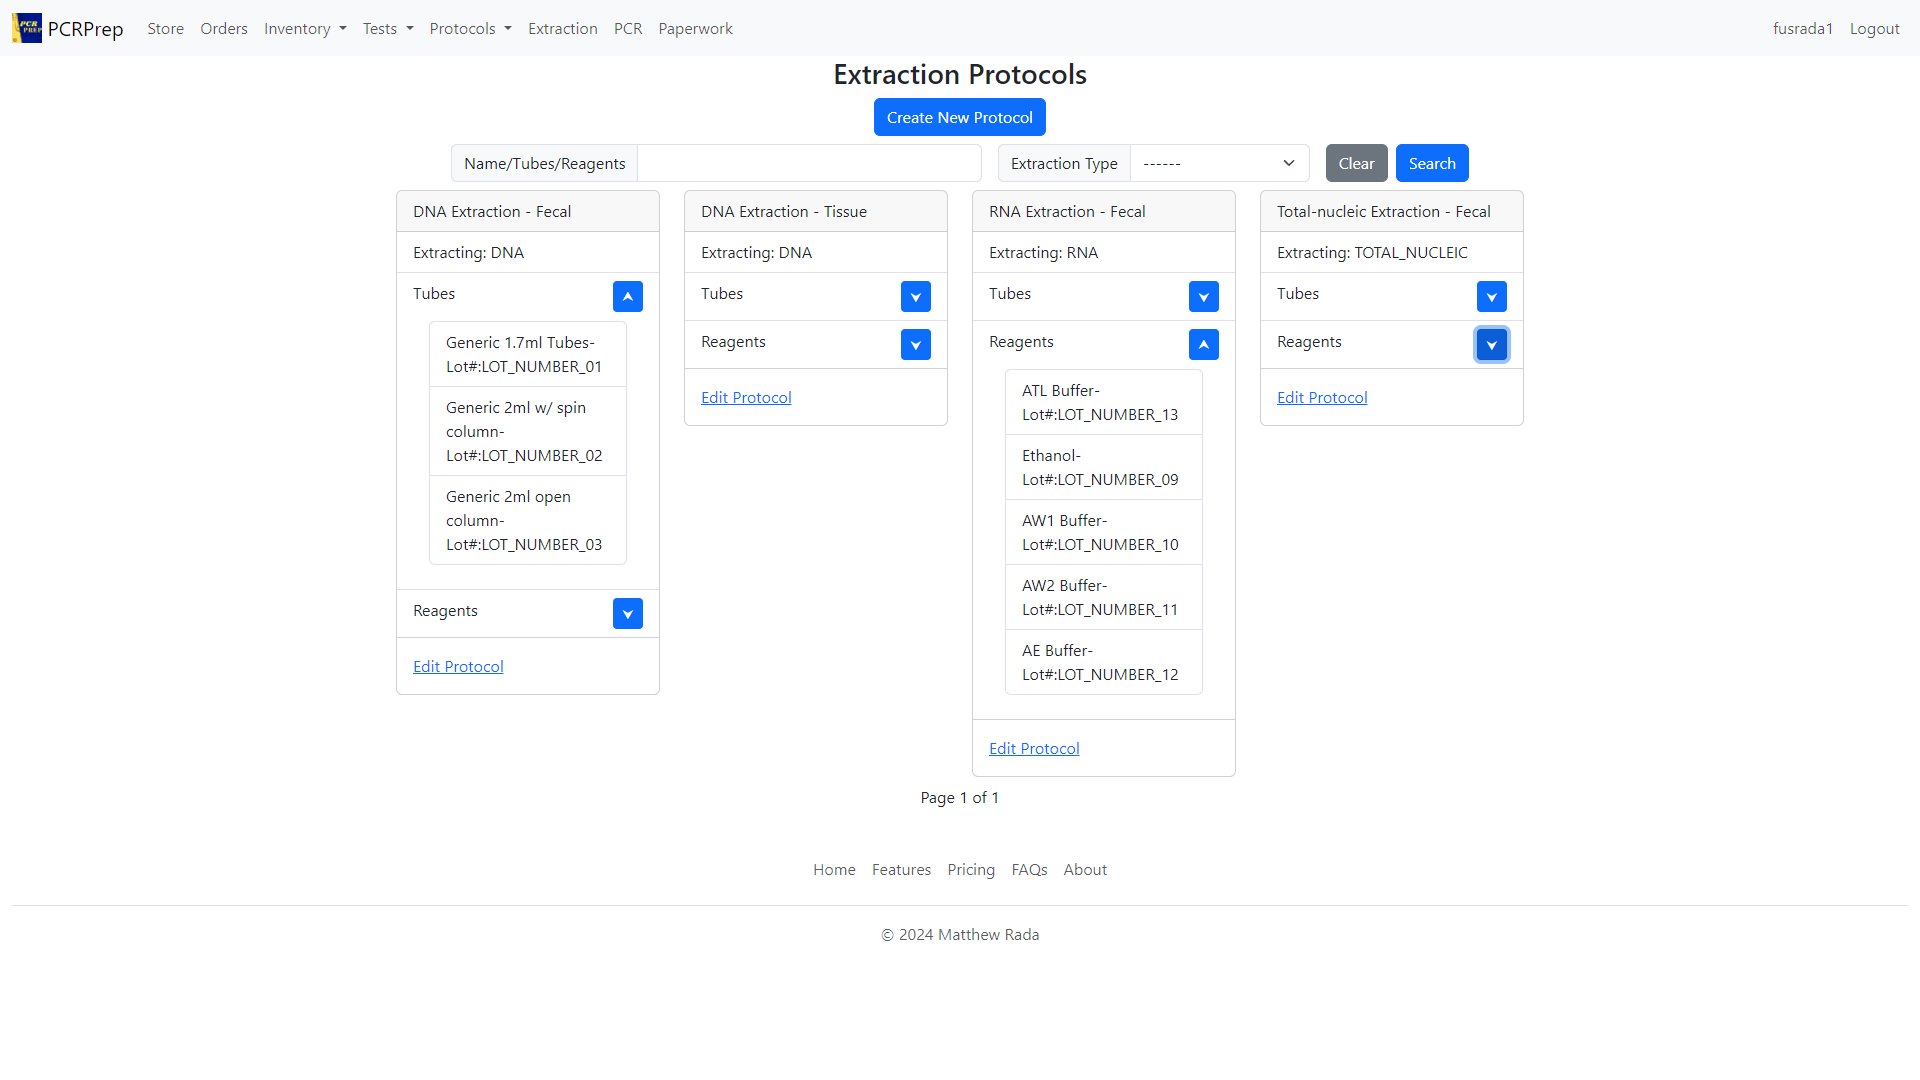 PCR PREP PCRPrep Store Orders Inventory Tests Protocols Extraction PCR Paperwork fusrada1 Logout
Extraction Protocols
Create New Protocol
Name/Tubes/Reagents Extraction Type ------ Clear Search
DNA Extraction - Fecal
Extracting: DNA
Tubes
Generic 1.7ml Tubes-
Lot#:LOT_NUMBER_01
Generic 2ml w/ spin
column-
Lot#:LOT_NUMBER_02
Generic 2ml open
column-
Lot#:LOT_NUMBER_03
Reagents
Edit Protocol
DNA Extraction - Tissue
Extracting: DNA
Tubes
Reagents
Edit Protocol
RNA Extraction - Fecal
Extracting: RNA
Tubes
Reagents
ATL Buffer-
Lot#:LOT_NUMBER_13
Ethanol-
Lot#:LOT_NUMBER_09
AW1 Buffer-
Lot#:LOT_NUMBER_10
AW2 Buffer-
Lot#:LOT_NUMBER_11
AE Buffer-
Lot#:LOT_NUMBER_12
Edit Protocol
Total-nucleic Extraction - Fecal
Extracting: TOTAL_NUCLEIC
Tubes
Reagents
Edit Protocol
Page 1 of 1
Home Features Pricing FAQs About
© 2024 Matthew Rada